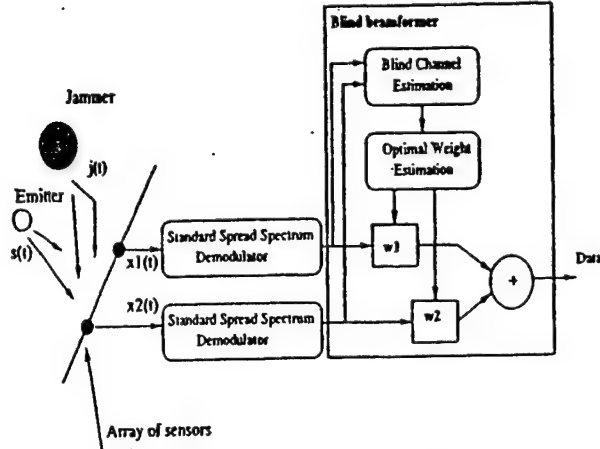 Blind beamformer
Blind Channel
Estimation
Jammer
j(t)
Optimal Weight
Estimation
Emitter
s(t)
Standard Spread Spectrum
Demodulator
x1(t)
w1
+
Data
x2(t)
Standard Spread Spectrum
Demodulator
w2
Array of sensors